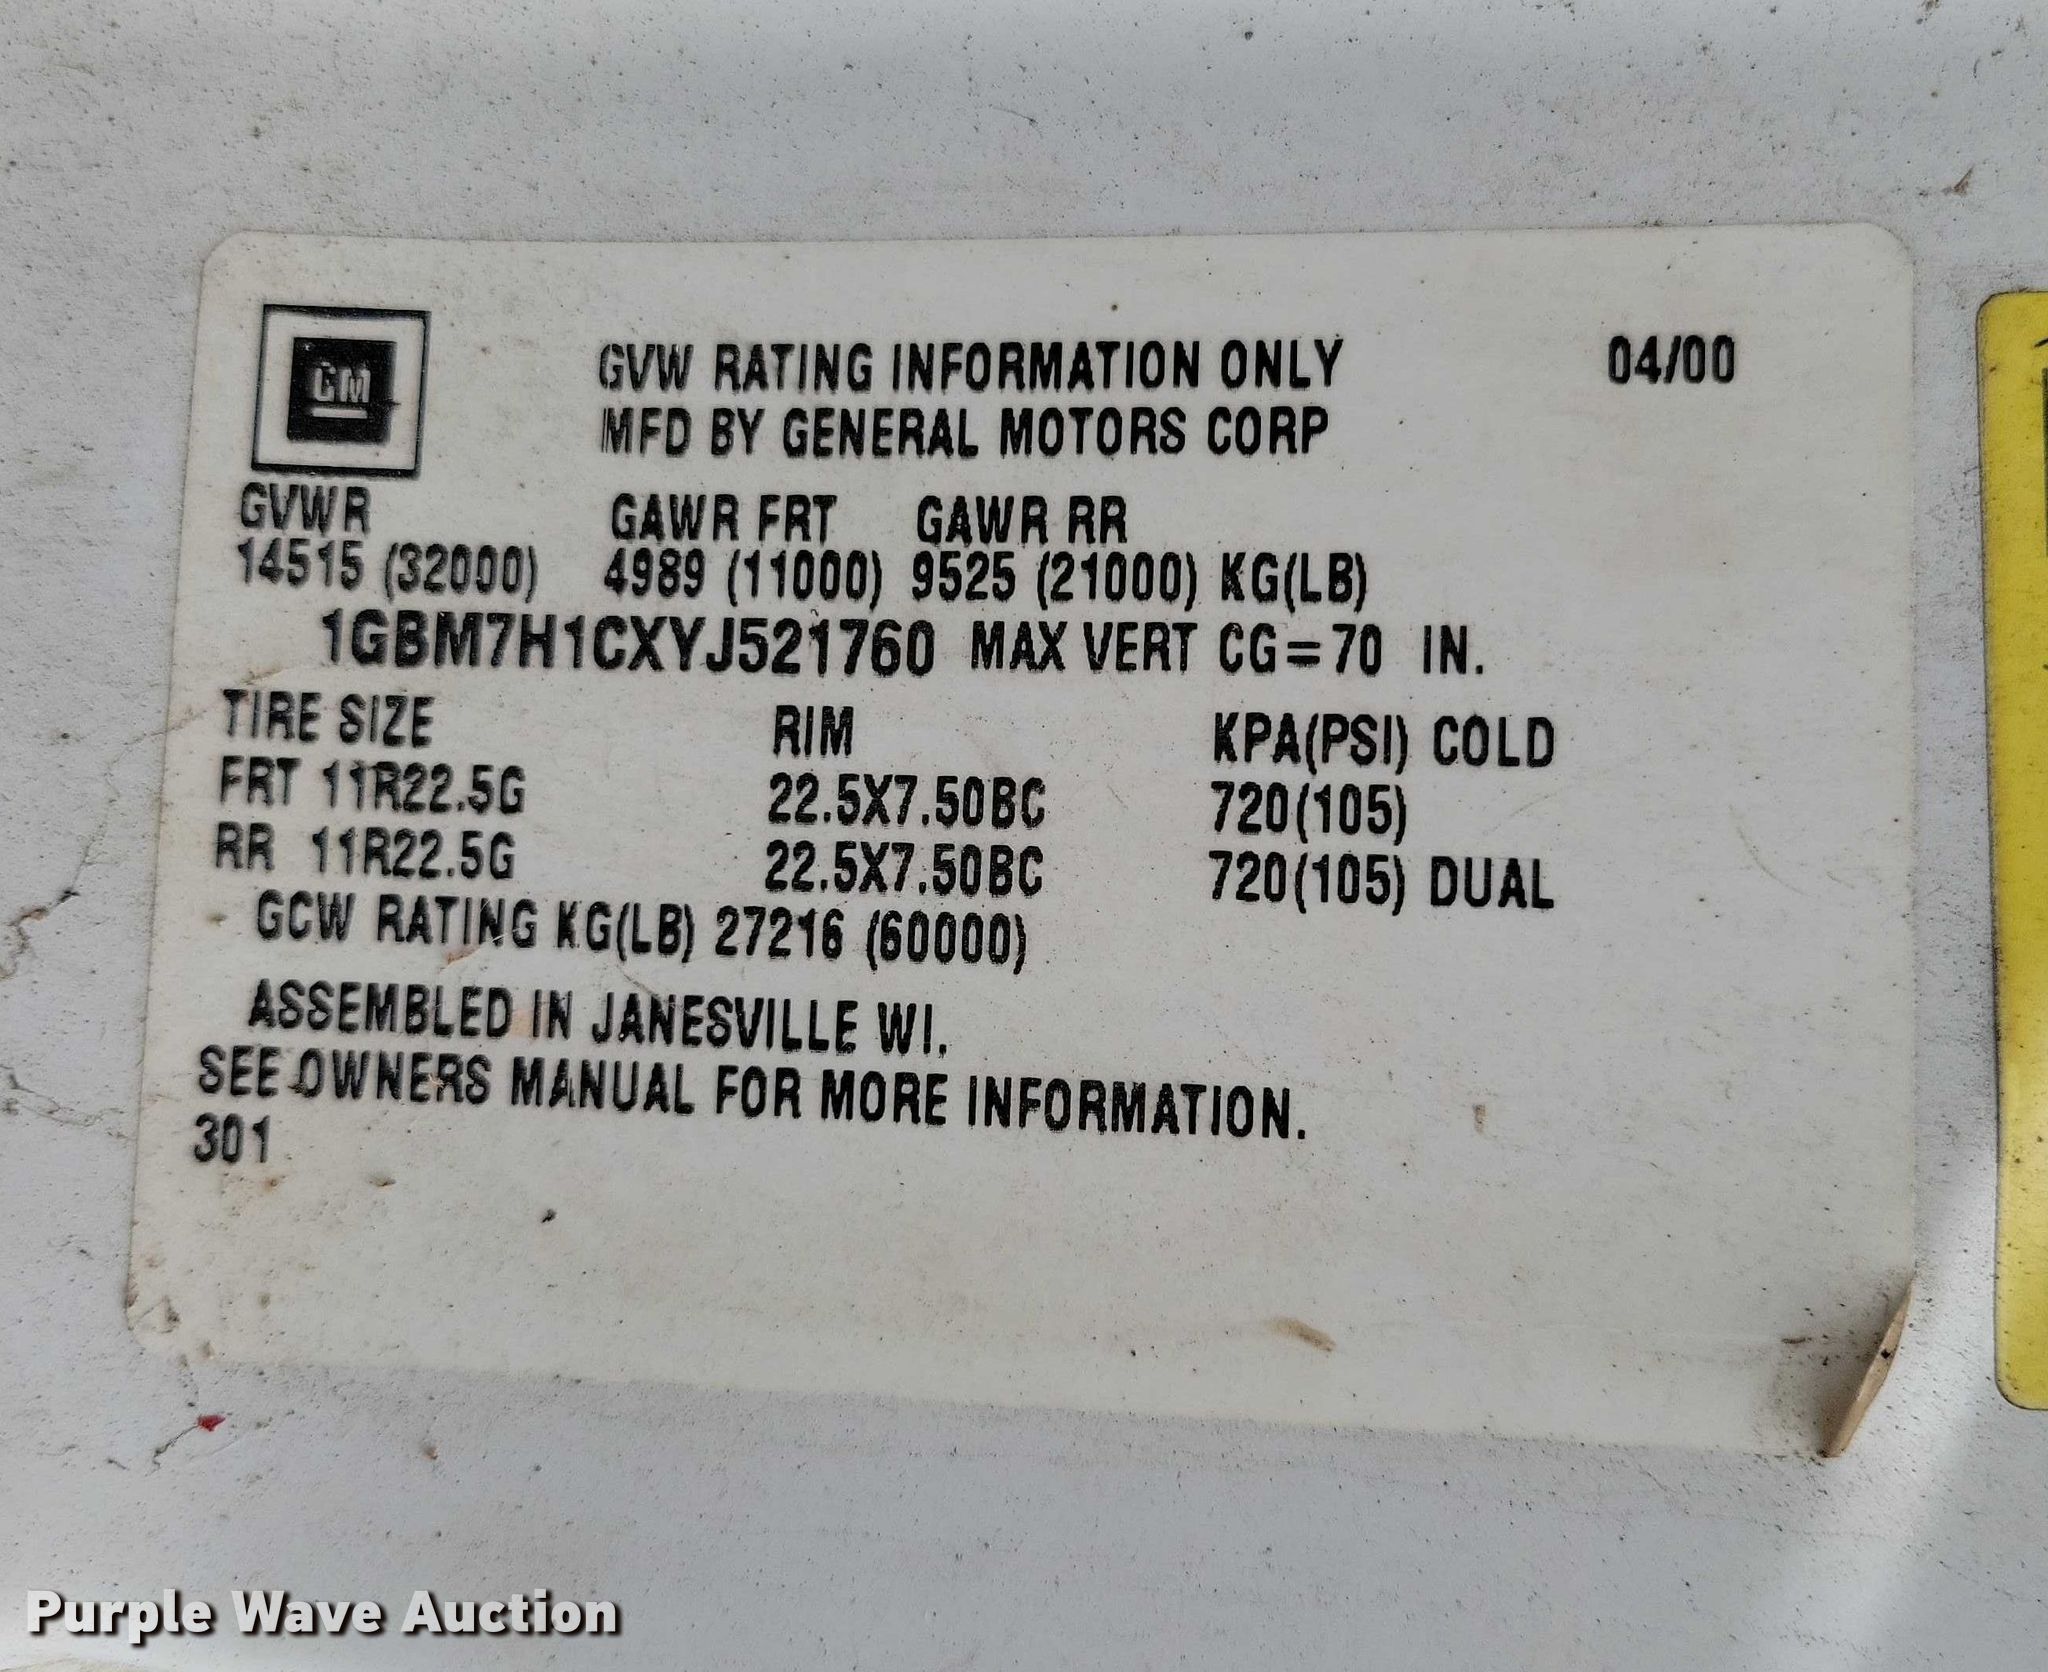 GM
GVW RATING INFORMATION ONLY 04/00
MFD BY GENERAL MOTORS CORP
GVWR GAWR FRT GAWR RR
14515 (32000) 4989 (11000) 9525 (21000) KG(LB)
1GBM7H1CXYJ521760 MAX VERT CG=70 IN.
TIRE SIZE RIM KPA(PSI) COLD
FRT 11R22.5G 22.5X7.50BC 720(105)
RR 11R22.5G 22.5X7.50BC 720(105) DUAL
GCW RATING KG(LB) 27216 (60000)
ASSEMBLED IN JANESVILLE WI.
SEE OWNERS MANUAL FOR MORE INFORMATION.
301
Purple Wave Auction